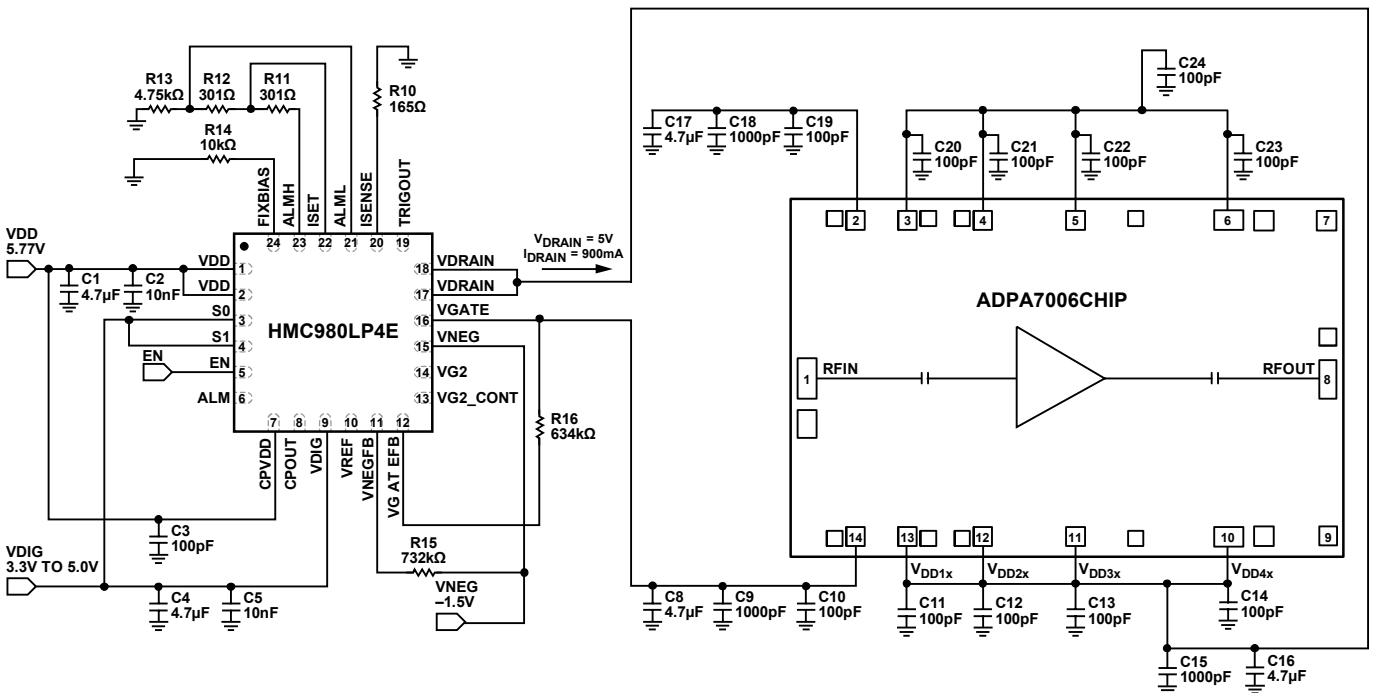 C24
100pF
R13
4.75kΩ
R12
301Ω
R11
301Ω
R10
165Ω
R14
10kΩ
C17
4.7µF
C18
1000pF
C19
100pF
C20
100pF
C21
100pF
C22
100pF
C23
100pF
FIXBIAS
ALMH
ISET
ALML
ISENSE
TRIGOUT
24
23
22
21
20
19
VDD
5.77V
C1
4.7µF
C2
10nF
VDD
1
VDD
2
S0
3
S1
4
EN
EN
5
ALM
6
HMC980LP4E
18
VDRAIN
17
VDRAIN
16
VGATE
15
VNEG
14
VG2
13
VG2_CONT
VDRAIN = 5V
IDRAIN = 900mA
7
8
9
10
11
12
CPVDD
CPOUT
VDIG
VREF
VNEGFB
VG AT EFB
R16
634kΩ
C3
100pF
R15
732kΩ
VDIG
3.3V TO 5.0V
C4
4.7µF
C5
10nF
VNEG
–1.5V
2
3
4
5
6
7
ADPA7006CHIP
1
RFIN
RFOUT
8
14
13
12
11
10
9
VDD1x
VDD2x
VDD3x
VDD4x
C8
4.7µF
C9
1000pF
C10
100pF
C11
100pF
C12
100pF
C13
100pF
C14
100pF
C15
1000pF
C16
4.7µF